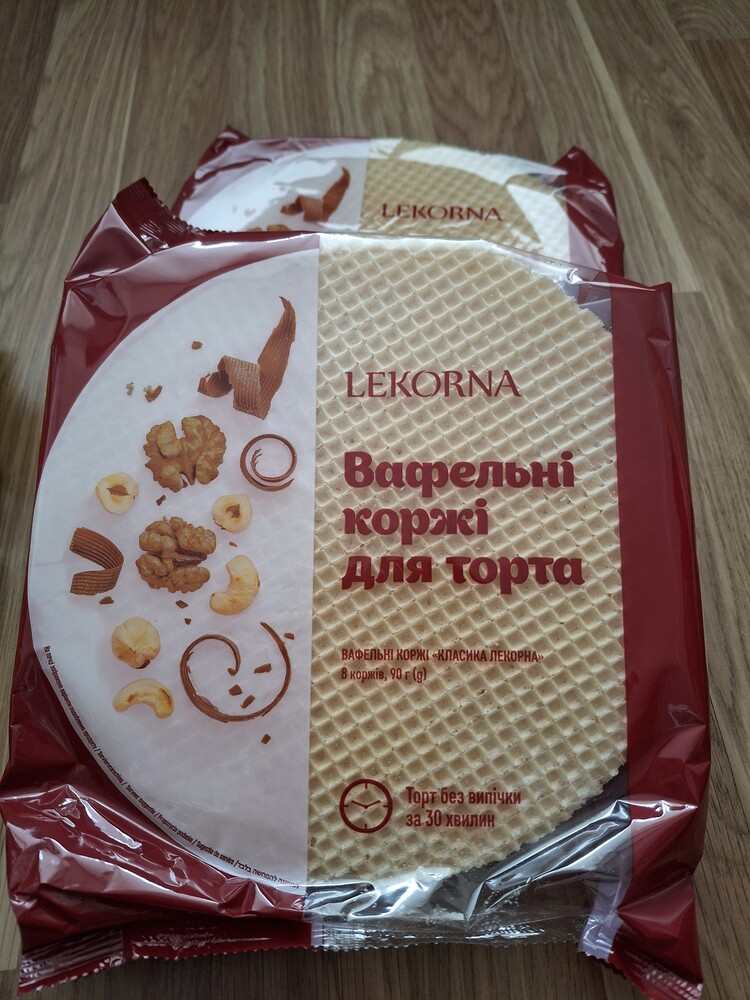 LEKORNA
LEKORNA
Вафельні
коржі
для торта
ВАФЕЛЬНІ КОРЖІ «КЛАСИКА ЛЕКОРНА»
8 коржів, 90 г (g)
Торт без випічки
за 30 хвилин